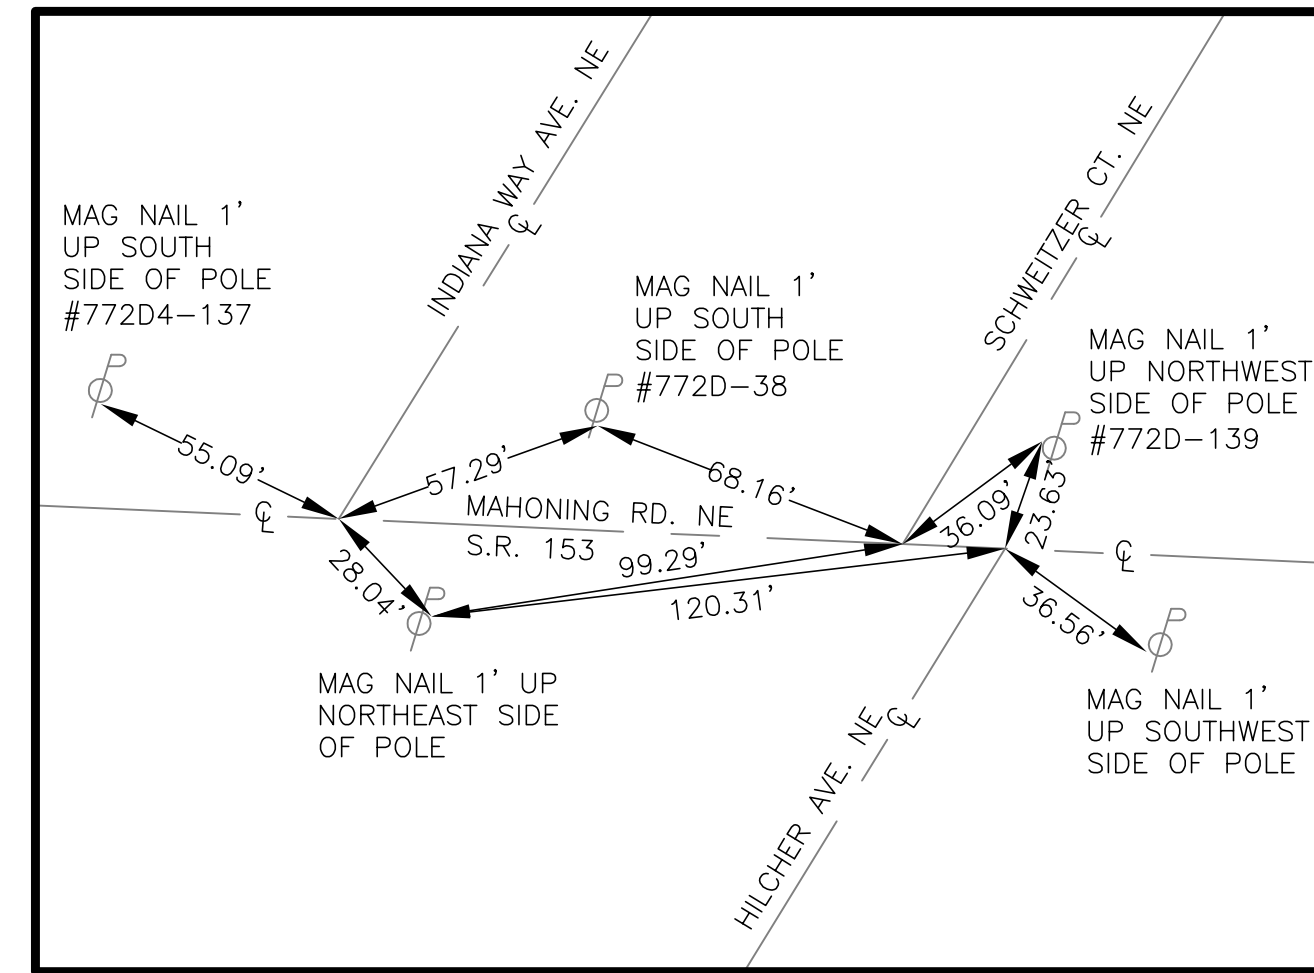 INDIANA WAY AVE. NE
℄
SCHWEITZER CT. NE
℄
MAG NAIL 1'
UP SOUTH
SIDE OF POLE
#772D4-137
MAG NAIL 1'
UP SOUTH
SIDE OF POLE
#772D-38
MAG NAIL 1'
UP NORTHWEST
SIDE OF POLE
#772D-139
55.09'
57.29'
68.16'
36.09'
23.63'
℄
MAHONING RD. NE
S.R. 153
℄
28.04'
99.29'
120.31'
36.56'
MAG NAIL 1' UP
NORTHEAST SIDE
OF POLE
MAG NAIL 1'
UP SOUTHWEST
SIDE OF POLE
HILCHER AVE. NE
℄